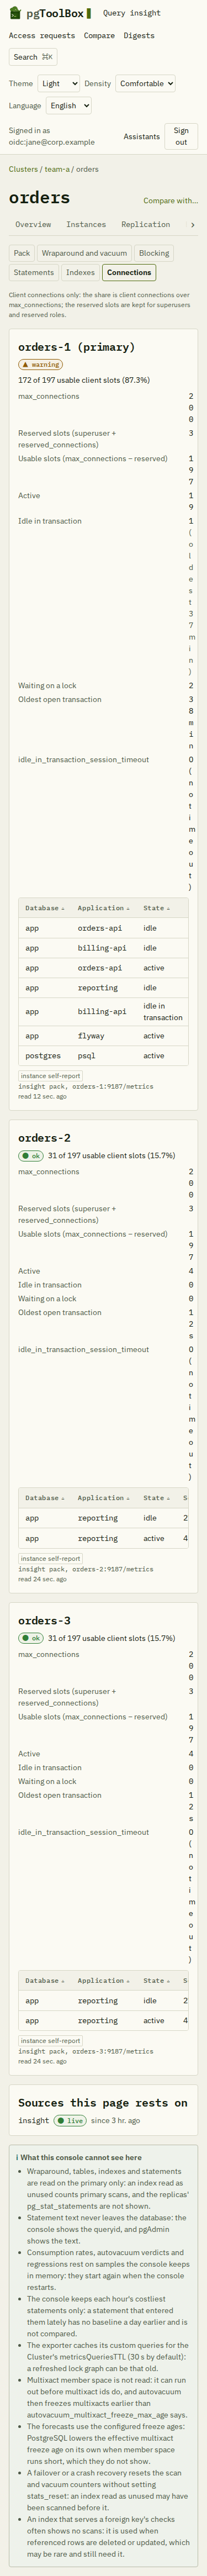 pgToolBox
Query insight
Access requests Compare Digests
Search ⌘K
Theme Light Density Comfortable
Language English
Signed in as
oidc:jane@corp.example
Assistants
Sign out
Clusters / team-a / orders
orders
Compare with...
Overview Instances Replication ›
Pack Wraparound and vacuum Blocking
Statements Indexes Connections
Client connections only: the share is client connections over
max_connections; the reserved slots are kept for superusers
and reserved roles.
orders-1 (primary)
▲ warning
172 of 197 usable client slots (87.3%)
max_connections 200
Reserved slots (superuser + reserved_connections) 3
Usable slots (max_connections − reserved) 197
Active 19
Idle in transaction 1 (oldest 37 min)
Waiting on a lock 2
Oldest open transaction 38 min
idle_in_transaction_session_timeout 0 (no timeout)
Database Application State
app orders-api idle
app billing-api idle
app orders-api active
app reporting idle
app billing-api idle in transaction
app flyway active
postgres psql active
instance self-report
insight pack, orders-1:9187/metrics
read 12 sec. ago
orders-2
ok 31 of 197 usable client slots (15.7%)
max_connections 200
Reserved slots (superuser + reserved_connections) 3
Usable slots (max_connections − reserved) 197
Active 4
Idle in transaction 0
Waiting on a lock 0
Oldest open transaction 12 s
idle_in_transaction_session_timeout 0 (no timeout)
Database Application State S
app reporting idle 2
app reporting active 4
instance self-report
insight pack, orders-2:9187/metrics
read 24 sec. ago
orders-3
ok 31 of 197 usable client slots (15.7%)
max_connections 200
Reserved slots (superuser + reserved_connections) 3
Usable slots (max_connections − reserved) 197
Active 4
Idle in transaction 0
Waiting on a lock 0
Oldest open transaction 12 s
idle_in_transaction_session_timeout 0 (no timeout)
Database Application State S
app reporting idle 2
app reporting active 4
instance self-report
insight pack, orders-3:9187/metrics
read 24 sec. ago
Sources this page rests on
insight live since 3 hr. ago
i What this console cannot see here
Wraparound, tables, indexes and statements
are read on the primary only: an index read as
unused counts primary scans, and the replicas'
pg_stat_statements are not shown.
Statement text never leaves the database: the
console shows the queryid, and pgAdmin
shows the text.
Consumption rates, autovacuum verdicts and
regressions rest on samples the console keeps
in memory: they start again when the console
restarts.
The console keeps each hour's costliest
statements only: a statement that entered
them lately has no baseline a day earlier and is
not compared.
The exporter caches its custom queries for the
Cluster's metricsQueriesTTL (30 s by default):
a refreshed lock graph can be that old.
Multixact member space is not read: it can run
out before multixact ids do, and autovacuum
then freezes multixacts earlier than
autovacuum_multixact_freeze_max_age says.
The forecasts use the configured freeze ages:
PostgreSQL lowers the effective multixact
freeze age on its own when member space
runs short, which they do not show.
A failover or a crash recovery resets the scan
and vacuum counters without setting
stats_reset: an index read as unused may have
been scanned before it.
An index that serves a foreign key's checks
often shows no scans: it is used when
referenced rows are deleted or updated, which
may be rare and still need it.